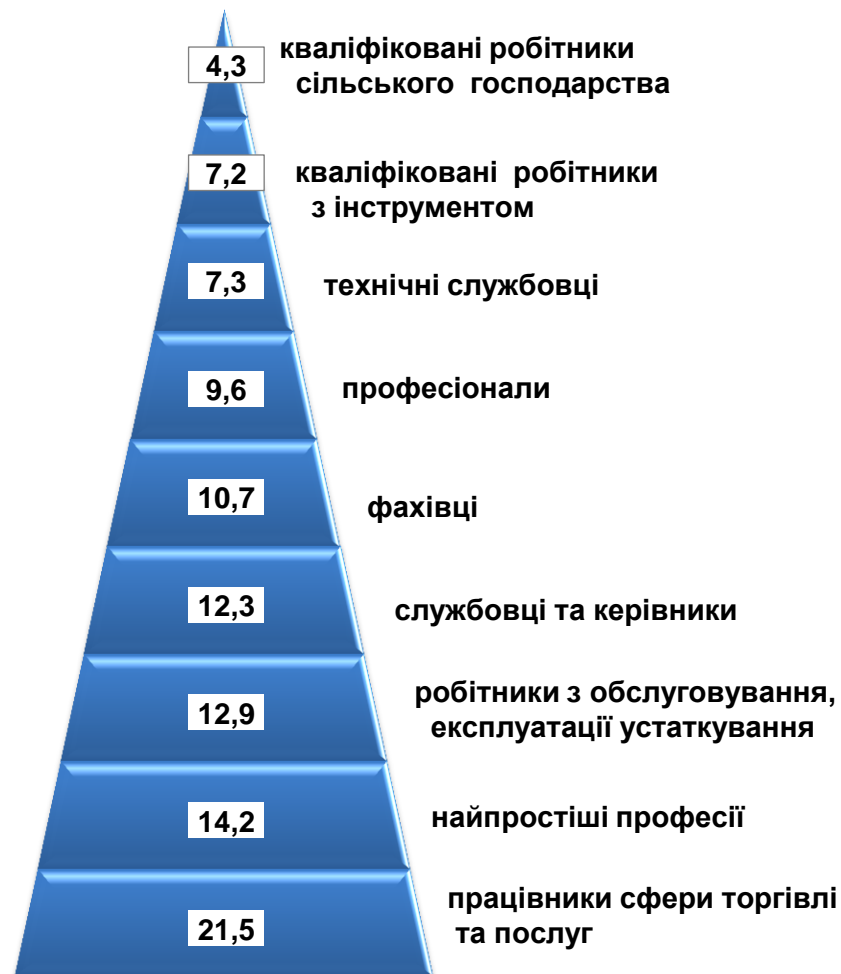 4,3
кваліфіковані робітники
сільського господарства
7,2
кваліфіковані робітники
з інструментом
7,3
технічні службовці
9,6
професіонали
10,7
фахівці
12,3
службовці та керівники
12,9
робітники з обслуговування,
експлуатації устаткування
14,2
найпростіші професії
21,5
працівники сфери торгівлі
та послуг